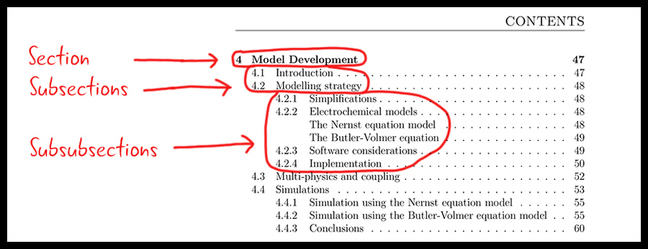 CONTENTS
Section
4 Model Development 47
4.1 Introduction . . . . . . . . . . . . . . . . . . . . . . . . 47
Subsections
4.2 Modelling strategy . . . . . . . . . . . . . . . . . . . . . 48
4.2.1 Simplifications . . . . . . . . . . . . . . . . . . . . 48
4.2.2 Electrochemical models . . . . . . . . . . . . . . . 48
The Nernst equation model . . . . . . . . . . . . . 48
The Butler-Volmer equation . . . . . . . . . . . . 49
Subsubsections
4.2.3 Software considerations . . . . . . . . . . . . . . . 49
4.2.4 Implementation . . . . . . . . . . . . . . . . . . . 50
4.3 Multi-physics and coupling . . . . . . . . . . . . . . . . 52
4.4 Simulations . . . . . . . . . . . . . . . . . . . . . . . . 53
4.4.1 Simulation using the Nernst equation model . . . . 55
4.4.2 Simulation using the Butler-Volmer equation model . . 55
4.4.3 Conclusions . . . . . . . . . . . . . . . . . . . . . 60